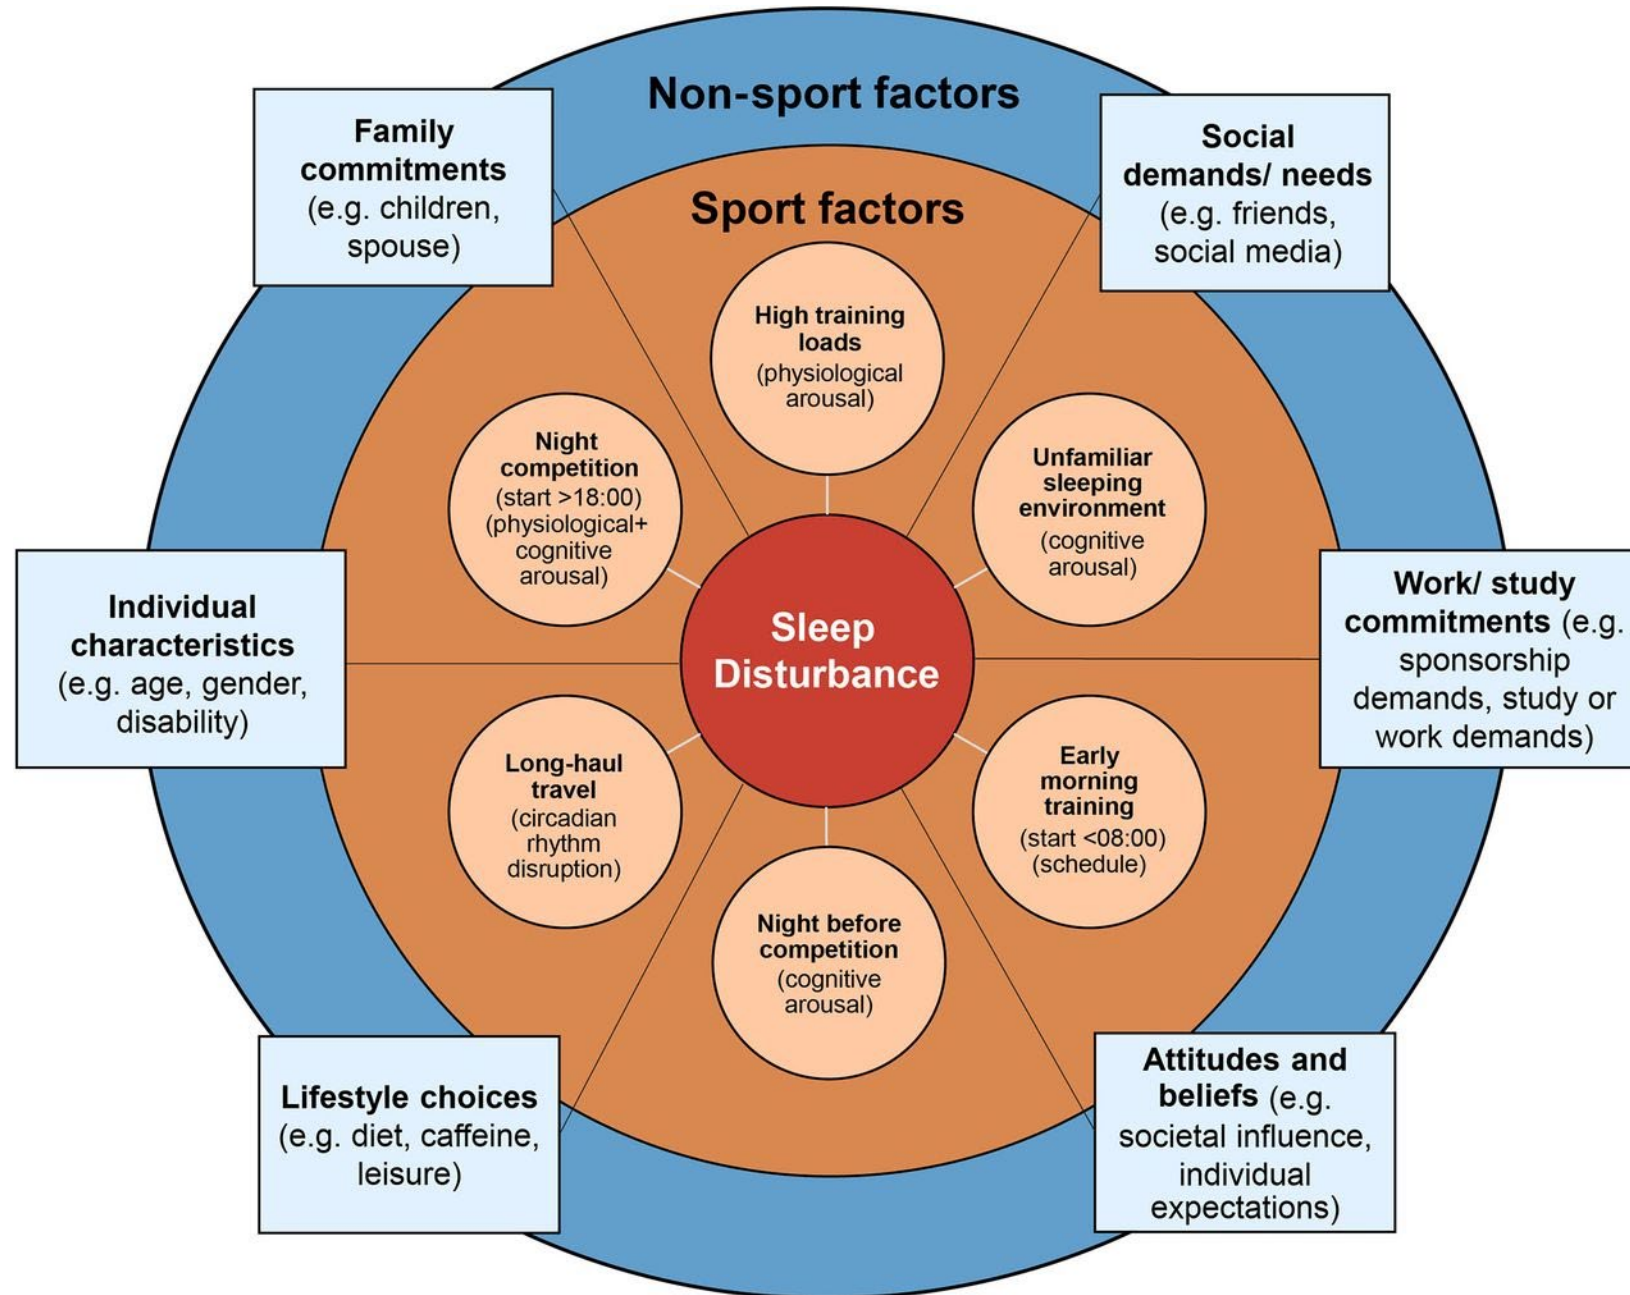 Non-sport factors
Family
commitments
(e.g. children,
spouse)
Social
demands/ needs
(e.g. friends,
social media)
Sport factors
High training
loads
(physiological
arousal)
Night
competition
(start >18:00)
(physiological+
cognitive
arousal)
Unfamiliar
sleeping
environment
(cognitive
arousal)
Individual
characteristics
(e.g. age, gender,
disability)
Sleep
Disturbance
Work/ study
commitments (e.g.
sponsorship
demands, study or
work demands)
Long-haul
travel
(circadian
rhythm
disruption)
Early
morning
training
(start <08:00)
(schedule)
Night before
competition
(cognitive
arousal)
Lifestyle choices
(e.g. diet, caffeine,
leisure)
Attitudes and
beliefs (e.g.
societal influence,
individual
expectations)